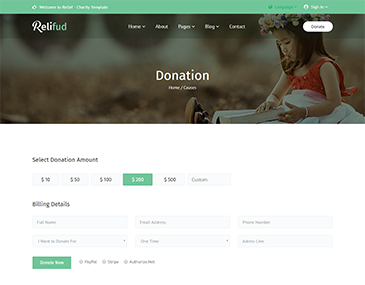 Welcome to Relief - Charity Template
Language
Sign In
Relifud
Home
About
Pages
Blog
Contact
Donate
Donation
Home / Causes
Select Donation Amount
$ 10
$ 50
$ 100
$ 200
$ 500
Custom
Billing Details
Full Name
Email Address
Phone Number
I Want to Donate For
One Time
Address Line
Donate Now
PayPal
Stripe
Authorize.Net